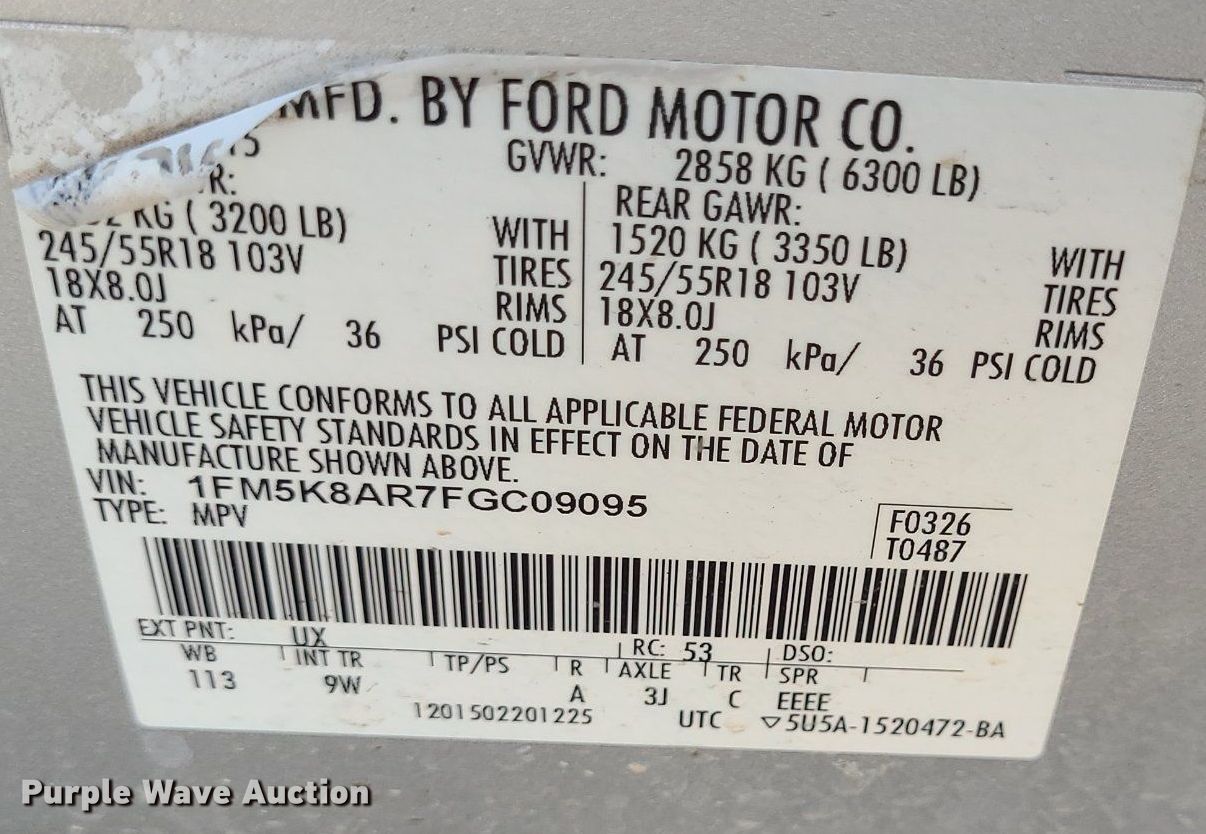 MFD. BY FORD MOTOR CO.
GVWR: 2858 KG ( 6300 LB)
R: REAR GAWR:
KG ( 3200 LB) WITH 1520 KG ( 3350 LB) WITH
245/55R18 103V TIRES 245/55R18 103V TIRES
18X8.0J RIMS 18X8.0J RIMS
AT 250 kPa/ 36 PSI COLD AT 250 kPa/ 36 PSI COLD
THIS VEHICLE CONFORMS TO ALL APPLICABLE FEDERAL MOTOR
VEHICLE SAFETY STANDARDS IN EFFECT ON THE DATE OF
MANUFACTURE SHOWN ABOVE.
VIN: 1FM5K8AR7FGC09095
TYPE: MPV
F0326
T0487
EXT PNT: UX RC: 53 DSO:
WB INT TR TP/PS R AXLE TR SPR
113 9W A 3J C EEEE
1201502201225 UTC ▽5U5A-1520472-BA
Purple Wave Auction